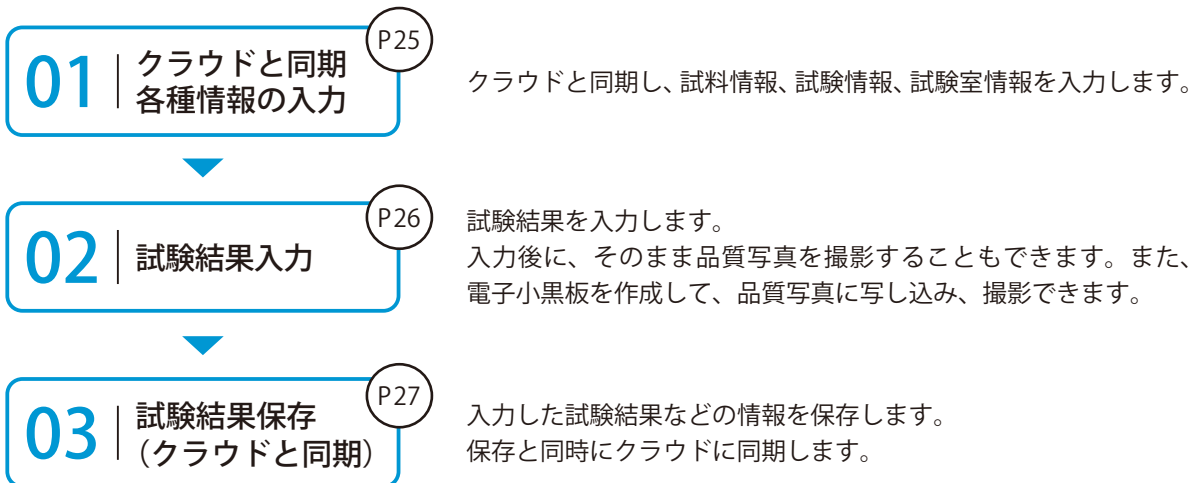 P25
01
クラウドと同期
各種情報の入力
クラウドと同期し、試料情報、試験情報、試験室情報を入力します。
P26
02
試験結果入力
試験結果を入力します。
入力後に、そのまま品質写真を撮影することもできます。また、
電子小黒板を作成して、品質写真に写し込み、撮影できます。
P27
03
試験結果保存
（クラウドと同期）
入力した試験結果などの情報を保存します。
保存と同時にクラウドに同期します。